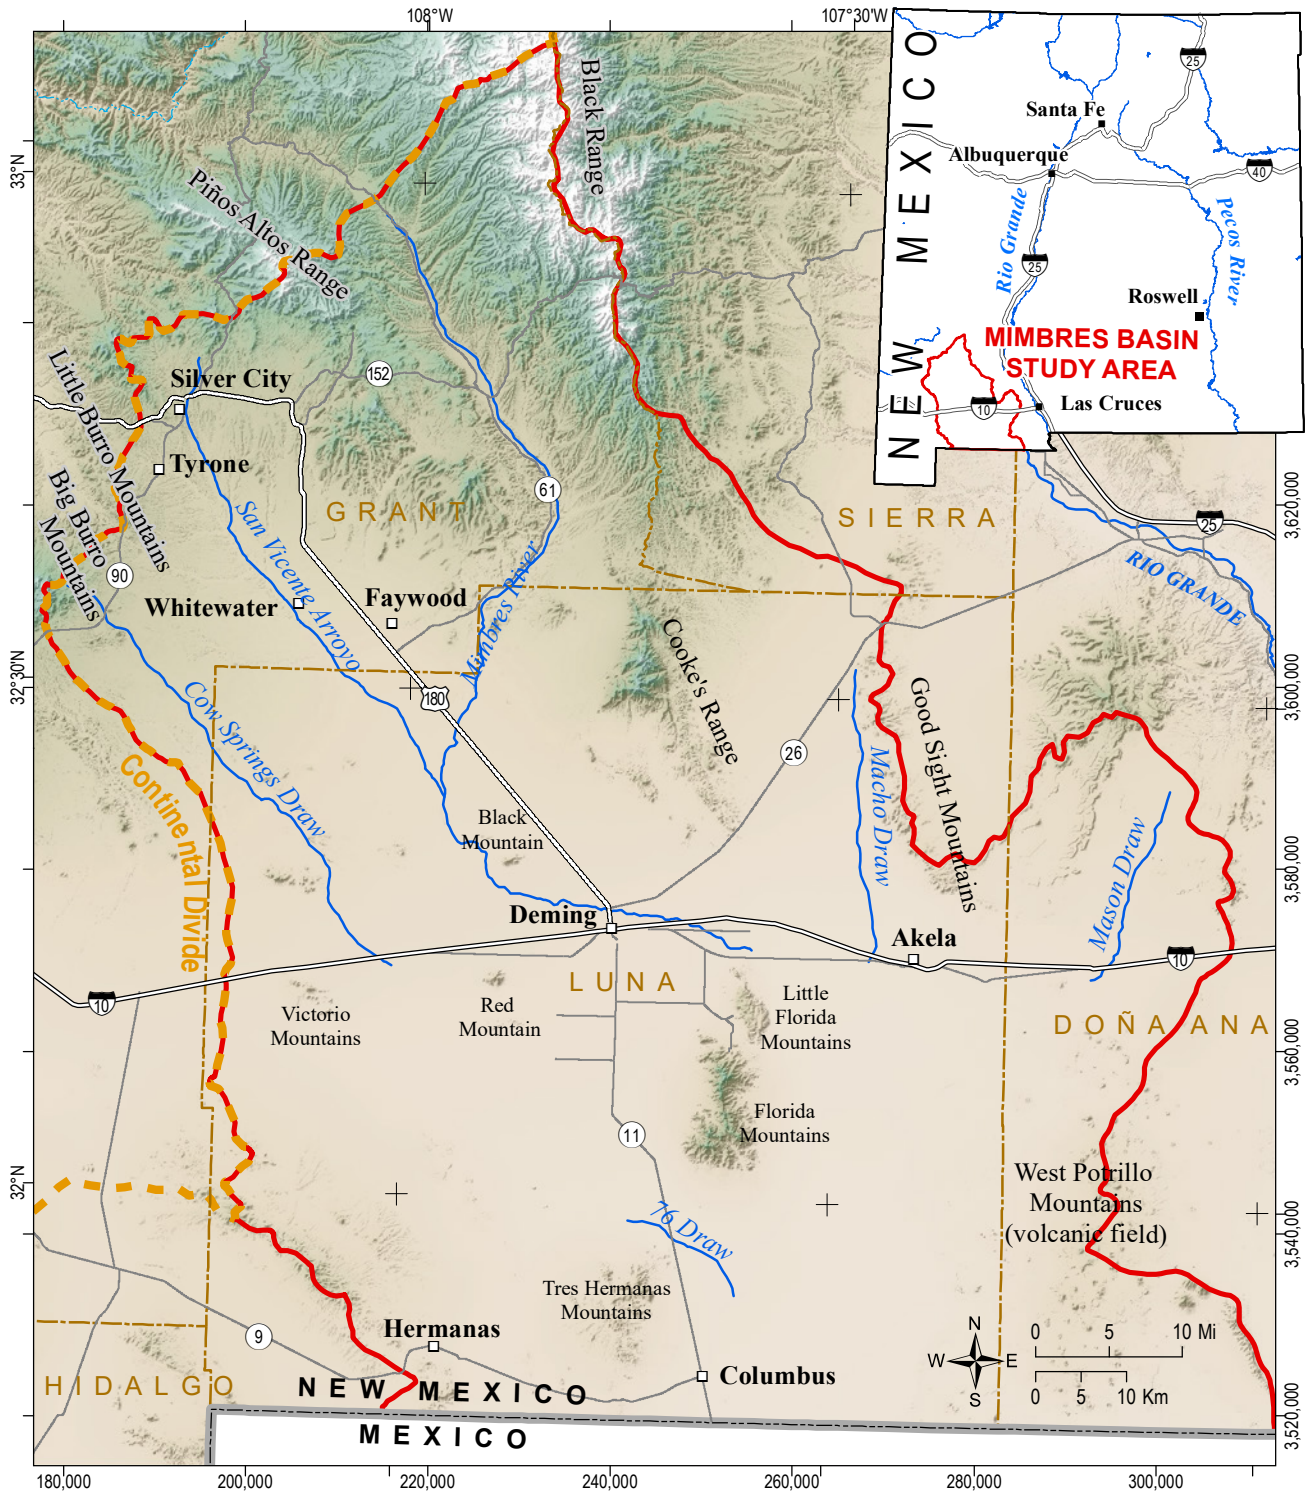 108°W
107°30'W
33°N
32°30'N
32°N
NEW MEXICO
25
Santa Fe
Albuquerque
40
Rio Grande
Pecos River
25
Roswell
MIMBRES BASIN
STUDY AREA
10
Las Cruces
Black Range
Piños Altos Range
Little Burro Mountains
Silver City
152
Tyrone
Big Burro
Mountains
61
GRANT
SIERRA
25
San Vicente Arroyo
Mimbres River
RIO GRANDE
90
Whitewater
Faywood
Cooke's Range
180
Cow Springs Draw
26
Good Sight Mountains
Macho Draw
Continental Divide
Black
Mountain
Mason Draw
Deming
Akela
10
10
LUNA
Victorio
Mountains
Red
Mountain
Little
Florida
Mountains
DOÑA ANA
Florida
Mountains
11
West Potrillo
Mountains
(volcanic field)
76 Draw
Tres Hermanas
Mountains
Hermanas
9
Columbus
HIDALGO
NEW MEXICO
MEXICO
N
W
E
S
0 5 10 Mi
0 5 10 Km
3,620,000
3,600,000
3,580,000
3,560,000
3,540,000
3,520,000
180,000
200,000
220,000
240,000
260,000
280,000
300,000